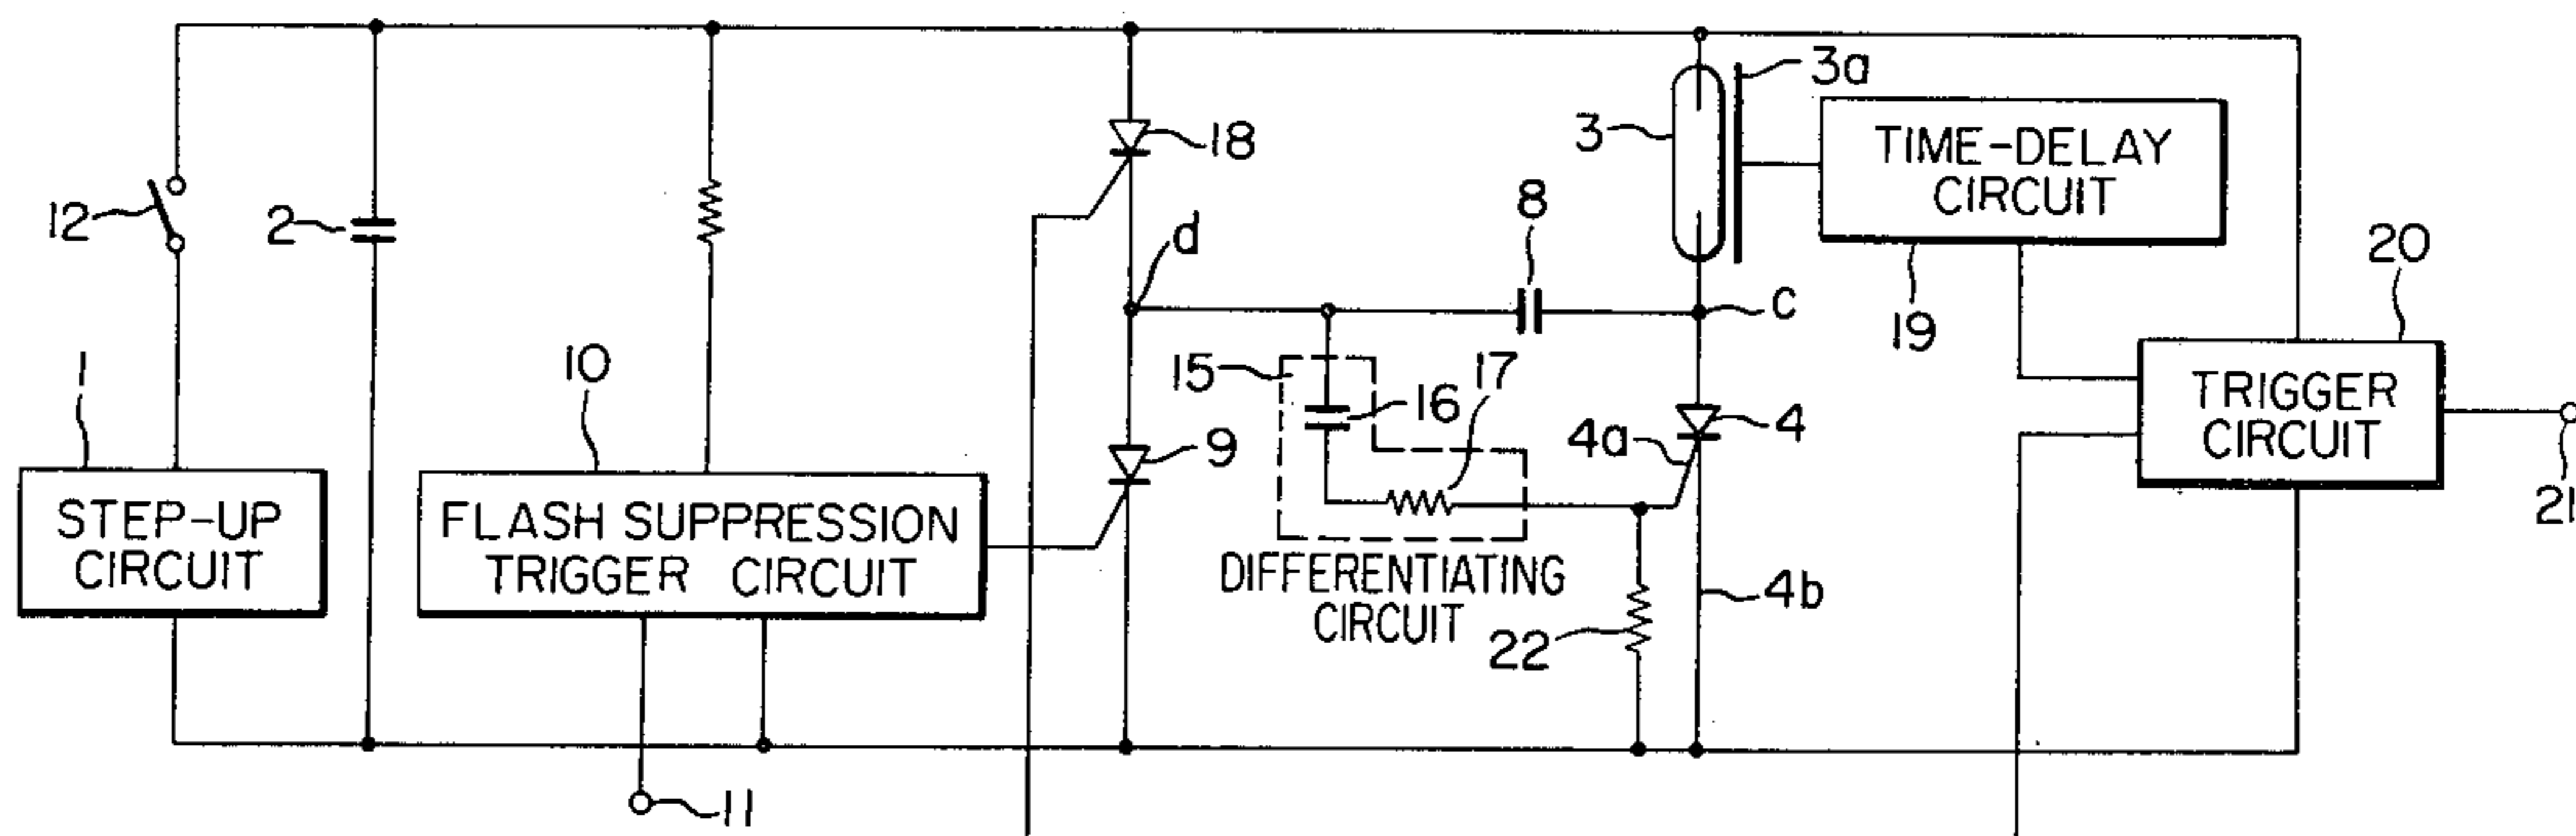 3a
3
TIME-DELAY
CIRCUIT
18
12
2
8
d
20
C
19
1
10
15
17
16
TRIGGER
CIRCUIT
4a
4
9
21
STEP-UP
CIRCUIT
FLASH SUPPRESSION
TRIGGER CIRCUIT
DIFFERENTIATING
CIRCUIT
4b
22
11